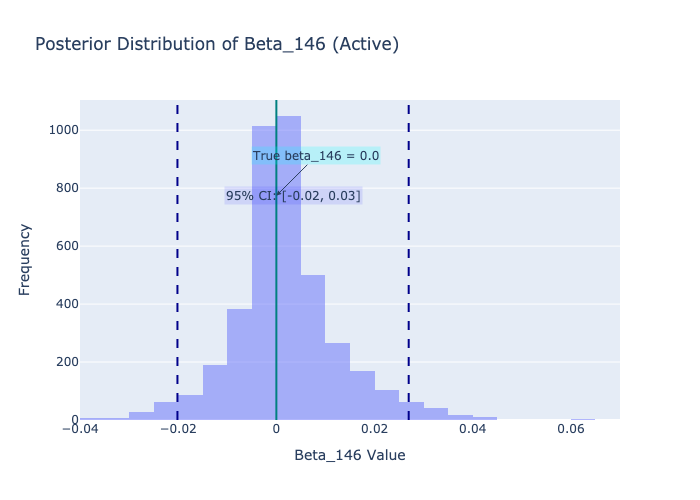 Posterior Distribution of Beta_146 (Active)
1000
True beta_146 = 0.0
800
95% CI: [-0.02, 0.03]
Frequency
600
400
200
0
−0.04
−0.02
0
0.02
0.04
0.06
Beta_146 Value